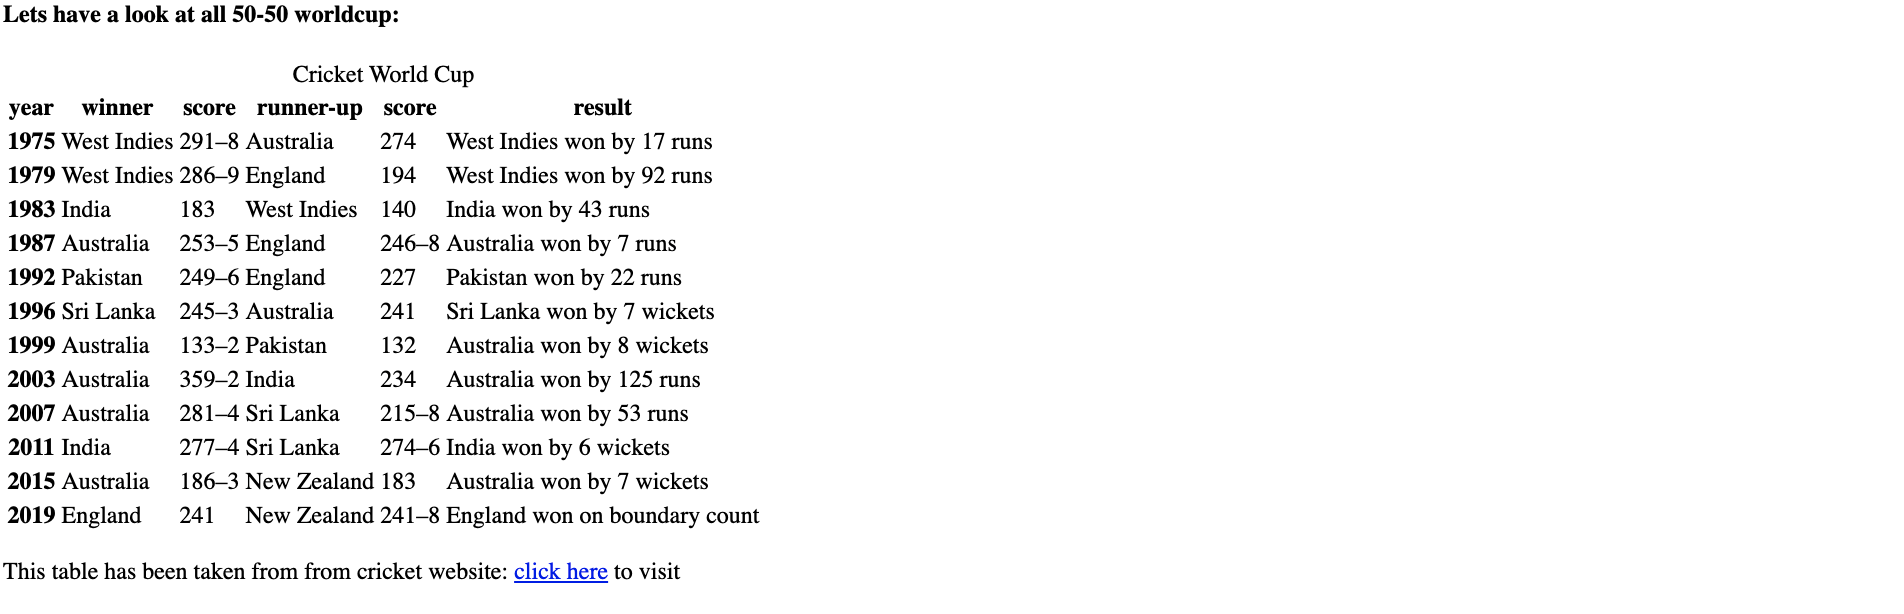 Lets have a look at all 50-50 worldcup:
Cricket World Cup
year winner score runner-up score result
1975 West Indies 291–8 Australia 274 West Indies won by 17 runs
1979 West Indies 286–9 England 194 West Indies won by 92 runs
1983 India 183 West Indies 140 India won by 43 runs
1987 Australia 253–5 England 246–8 Australia won by 7 runs
1992 Pakistan 249–6 England 227 Pakistan won by 22 runs
1996 Sri Lanka 245–3 Australia 241 Sri Lanka won by 7 wickets
1999 Australia 133–2 Pakistan 132 Australia won by 8 wickets
2003 Australia 359–2 India 234 Australia won by 125 runs
2007 Australia 281–4 Sri Lanka 215–8 Australia won by 53 runs
2011 India 277–4 Sri Lanka 274–6 India won by 6 wickets
2015 Australia 186–3 New Zealand 183 Australia won by 7 wickets
2019 England 241 New Zealand 241–8 England won on boundary count
This table has been taken from from cricket website: click here to visit